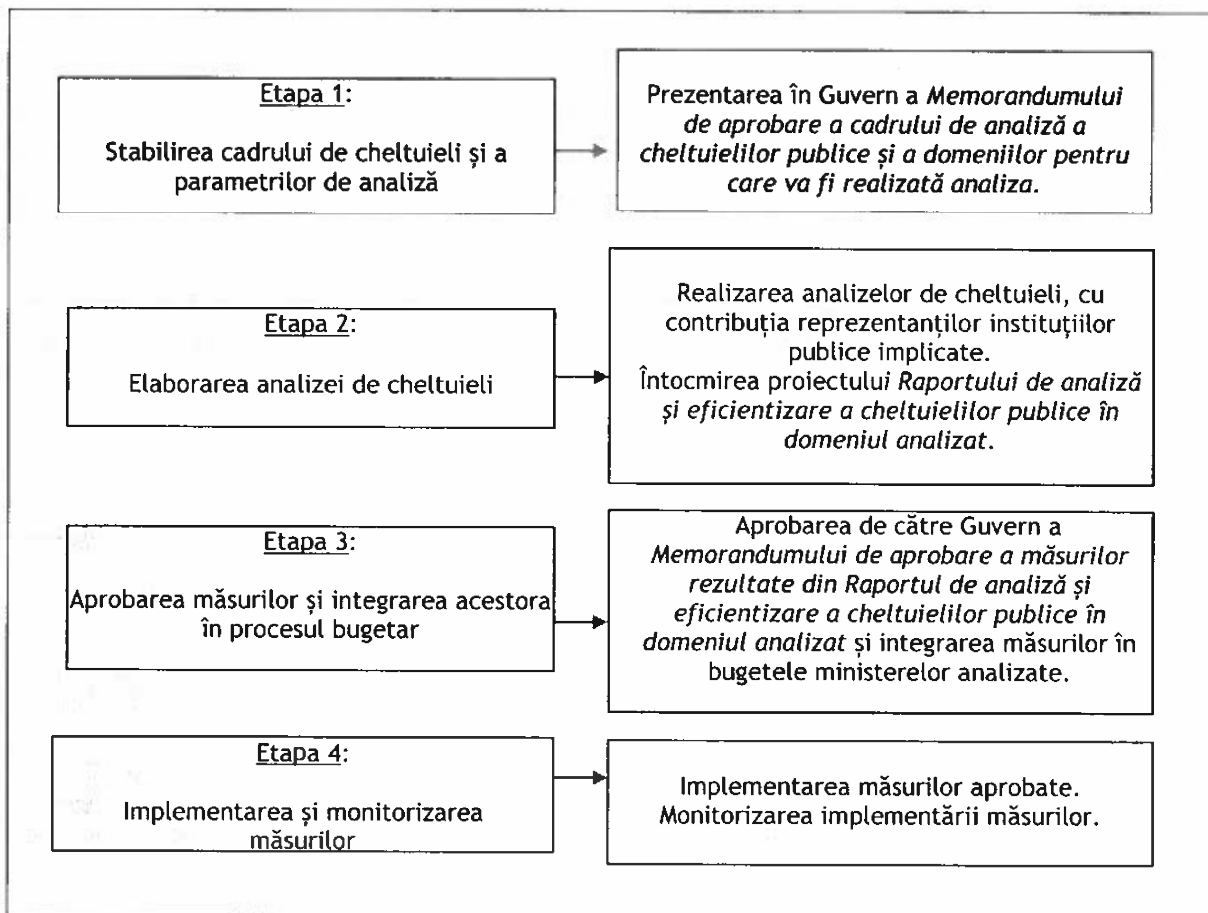 Etapa 1:
Stabilirea cadrului de cheltuieli și a
parametrilor de analiză
Prezentarea în Guvern a Memorandumului
de aprobare a cadrului de analiză a
cheltuielilor publice și a domeniilor pentru
care va fi realizată analiza.
Etapa 2:
Elaborarea analizei de cheltuieli
Realizarea analizelor de cheltuieli, cu
contribuția reprezentanților instituțiilor
publice implicate.
Întocmirea proiectului Raportului de analiză
și eficientizare a cheltuielilor publice în
domeniul analizat.
Etapa 3:
Aprobarea măsurilor și integrarea acestora
în procesul bugetar
Aprobarea de către Guvern a
Memorandumului de aprobare a măsurilor
rezultate din Raportul de analiză și
eficientizare a cheltuielilor publice în
domeniul analizat și integrarea măsurilor în
bugetele ministerelor analizate.
Etapa 4:
Implementarea și monitorizarea
măsurilor
Implementarea măsurilor aprobate.
Monitorizarea implementării măsurilor.